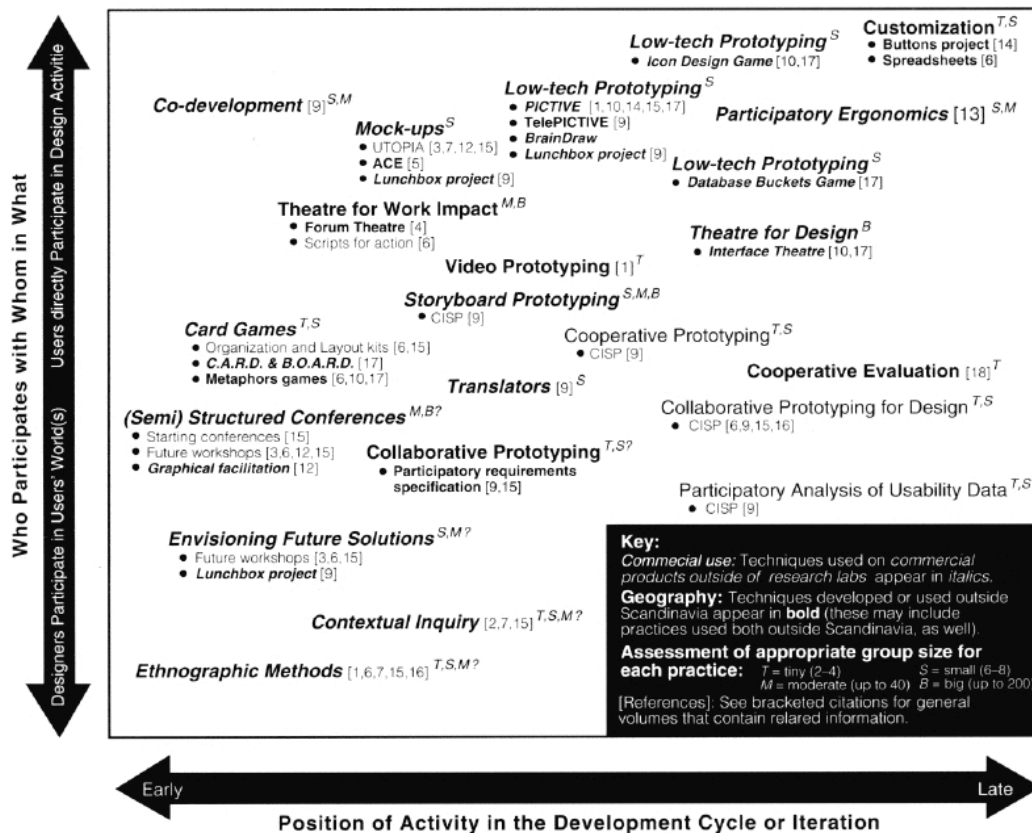 Who Participates with Whom in What
Users directly Participate in Design Activitie
Designers Participate in Users' World(s)
Customization T,S
• Buttons project [14]
• Spreadsheets [6]
Low-tech Prototyping S
• Icon Design Game [10,17]
Low-tech Prototyping S
• PICTIVE [1,10,14,15,17]
• TelePICTIVE [9]
• BrainDraw
• Lunchbox project [9]
Co-development [9] S,M
Participatory Ergonomics [13] S,M
Mock-ups S
• UTOPIA [3,7,12,15]
• ACE [5]
• Lunchbox project [9]
Low-tech Prototyping S
• Database Buckets Game [17]
Theatre for Work Impact M,B
• Forum Theatre [4]
• Scripts for action [6]
Theatre for Design B
• Interface Theatre [10,17]
Video Prototyping [1] T
Storyboard Prototyping S,M,B
• CISP [9]
Card Games T,S
• Organization and Layout kits [6,15]
• C.A.R.D. & B.O.A.R.D. [17]
• Metaphors games [6,10,17]
Cooperative Prototyping T,S
• CISP [9]
Translators [9] S
Cooperative Evaluation [18] T
(Semi) Structured Conferences M,B?
• Starting conferences [15]
• Future workshops [3,6,12,15]
• Graphical facilitation [12]
Collaborative Prototyping for Design T,S
• CISP [6,9,15,16]
Collaborative Prototyping T,S?
• Participatory requirements
specification [9,15]
Participatory Analysis of Usability Data T,S
• CISP [9]
Envisioning Future Solutions S,M?
• Future workshops [3,6,15]
• Lunchbox project [9]
Contextual Inquiry [2,7,15] T,S,M?
Ethnographic Methods [1,6,7,15,16] T,S,M?
Key:
Commecial use: Techniques used on commercial
products outside of research labs appear in italics.
Geography: Techniques developed or used outside
Scandinavia appear in bold (these may include
practices used both outside Scandinavia, as well).
Assessment of appropriate group size for
each practice: T = tiny (2–4) S = small (6–8)
M = moderate (up to 40) B = big (up to 200)
[References]: See bracketed citations for general
volumes that contain relared information.
Early
Late
Position of Activity in the Development Cycle or Iteration